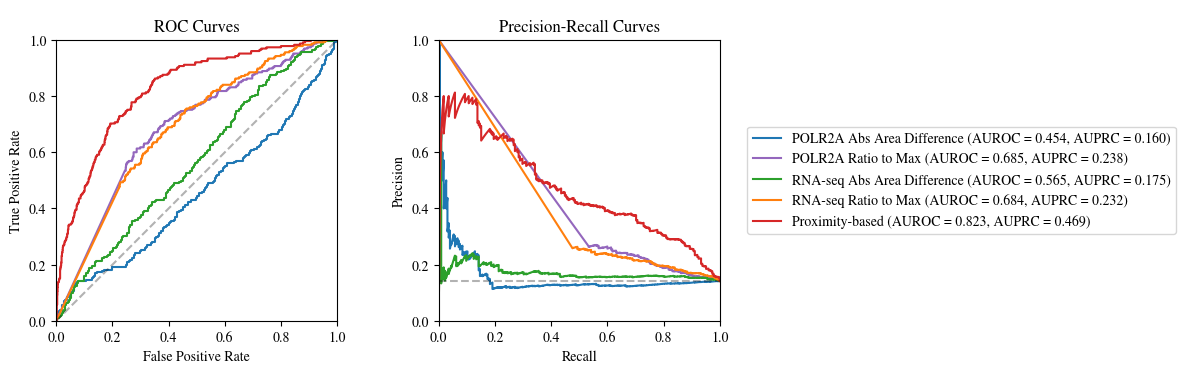 ROC Curves
1.0
0.8
0.6
0.4
0.2
0.0
True Positive Rate
0.0 0.2 0.4 0.6 0.8 1.0
False Positive Rate
Precision-Recall Curves
1.0
0.8
0.6
0.4
0.2
0.0
Precision
0.0 0.2 0.4 0.6 0.8 1.0
Recall
POLR2A Abs Area Difference (AUROC = 0.454, AUPRC = 0.160)
POLR2A Ratio to Max (AUROC = 0.685, AUPRC = 0.238)
RNA-seq Abs Area Difference (AUROC = 0.565, AUPRC = 0.175)
RNA-seq Ratio to Max (AUROC = 0.684, AUPRC = 0.232)
Proximity-based (AUROC = 0.823, AUPRC = 0.469)